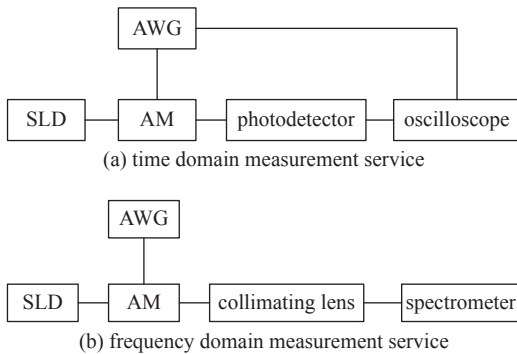 AWG
SLD AM photodetector oscilloscope
(a) time domain measurement service
AWG
SLD AM collimating lens spectrometer
(b) frequency domain measurement service